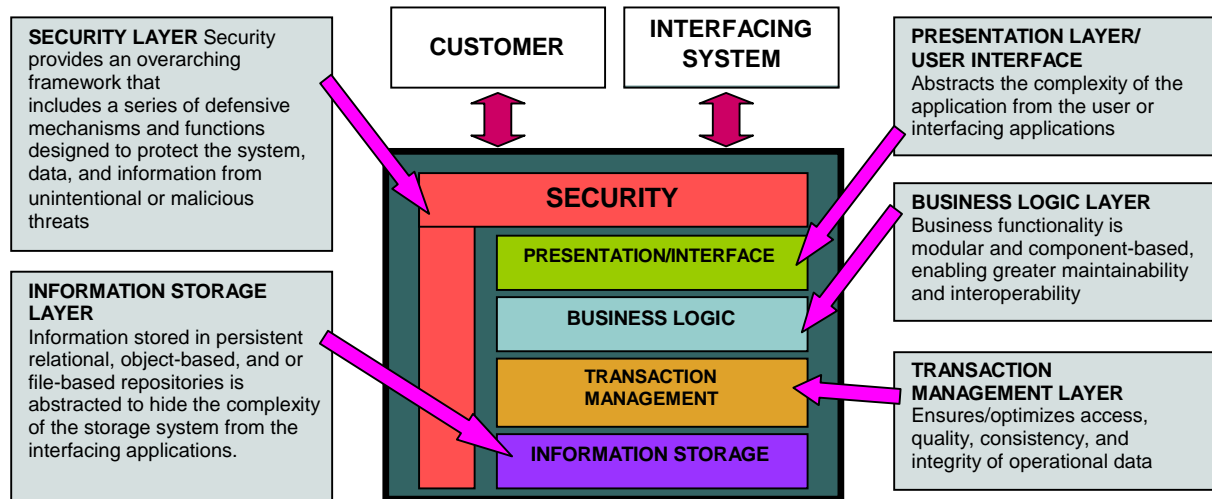 SECURITY LAYER Security
provides an overarching
framework that
includes a series of defensive
mechanisms and functions
designed to protect the system,
data, and information from
unintentional or malicious
threats
INFORMATION STORAGE
LAYER
Information stored in persistent
relational, object-based, and or
file-based repositories is
abstracted to hide the complexity
of the storage system from the
interfacing applications.
CUSTOMER
INTERFACING
SYSTEM
SECURITY
PRESENTATION/INTERFACE
BUSINESS LOGIC
TRANSACTION
MANAGEMENT
INFORMATION STORAGE
PRESENTATION LAYER/
USER INTERFACE
Abstracts the complexity of the
application from the user or
interfacing applications
BUSINESS LOGIC LAYER
Business functionality is
modular and component-based,
enabling greater maintainability
and interoperability
TRANSACTION
MANAGEMENT LAYER
Ensures/optimizes access,
quality, consistency, and
integrity of operational data